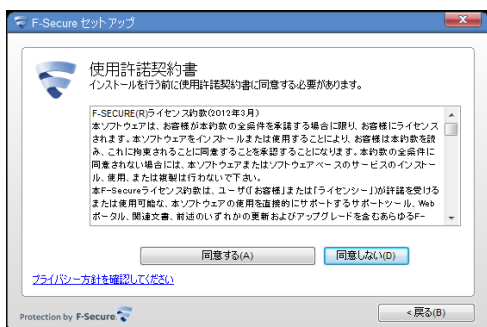 F-Secure セットアップ
使用許諾契約書
インストールを行う前に使用許諾契約書に同意する必要があります。
F-SECURE(R)ライセンス約款(2012年3月)
本ソフトウェアは、お客様が本約款の全条件を承諾する場合に限り、お客様にライセンス
されます。本ソフトウェアをインストールまたは使用することにより、お客様は本約款を読
み、これに拘束されることに同意することを承認することになります。本約款の全条件に
同意されない場合には、本ソフトウェアまたはソフトウェアベースのサービスのインストー
ル、使用、または複製は行わないで下さい。
本F-Secureライセンス約款は、ユーザ(「お客様」または「ライセンシー」)が許諾を受ける
または使用可能な、本ソフトウェアの使用を直接的にサポートするサポートツール、Web
ポータル、関連文書、前述のいずれかの更新およびアップグレードを含むあらゆるF-
同意する(A)
同意しない(D)
プライバシー方針を確認してください
Protection by F-Secure
< 戻る(B)